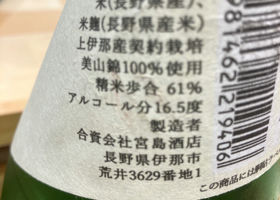 米(長野県産)、
米麹(長野県産米)
上伊那産契約栽培
美山錦100%使用
精米歩合 61%
アルコール分16.5度
製造者
合資会社宮島酒店
長野県伊那市
荒井3629番地1
981462219406
この商品には